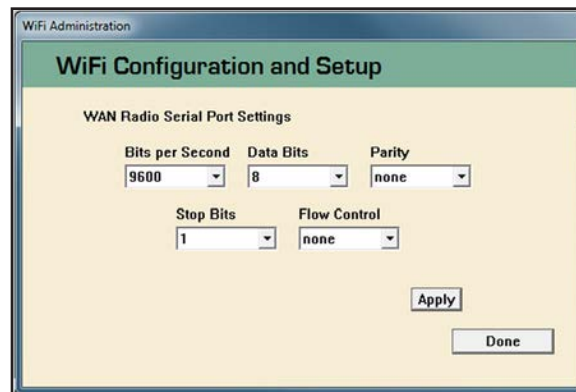 WiFi Administration
WiFi Configuration and Setup
WAN Radio Serial Port Settings
Bits per Second Data Bits Parity
9600 8 none
Stop Bits Flow Control
1 none
Apply
Done